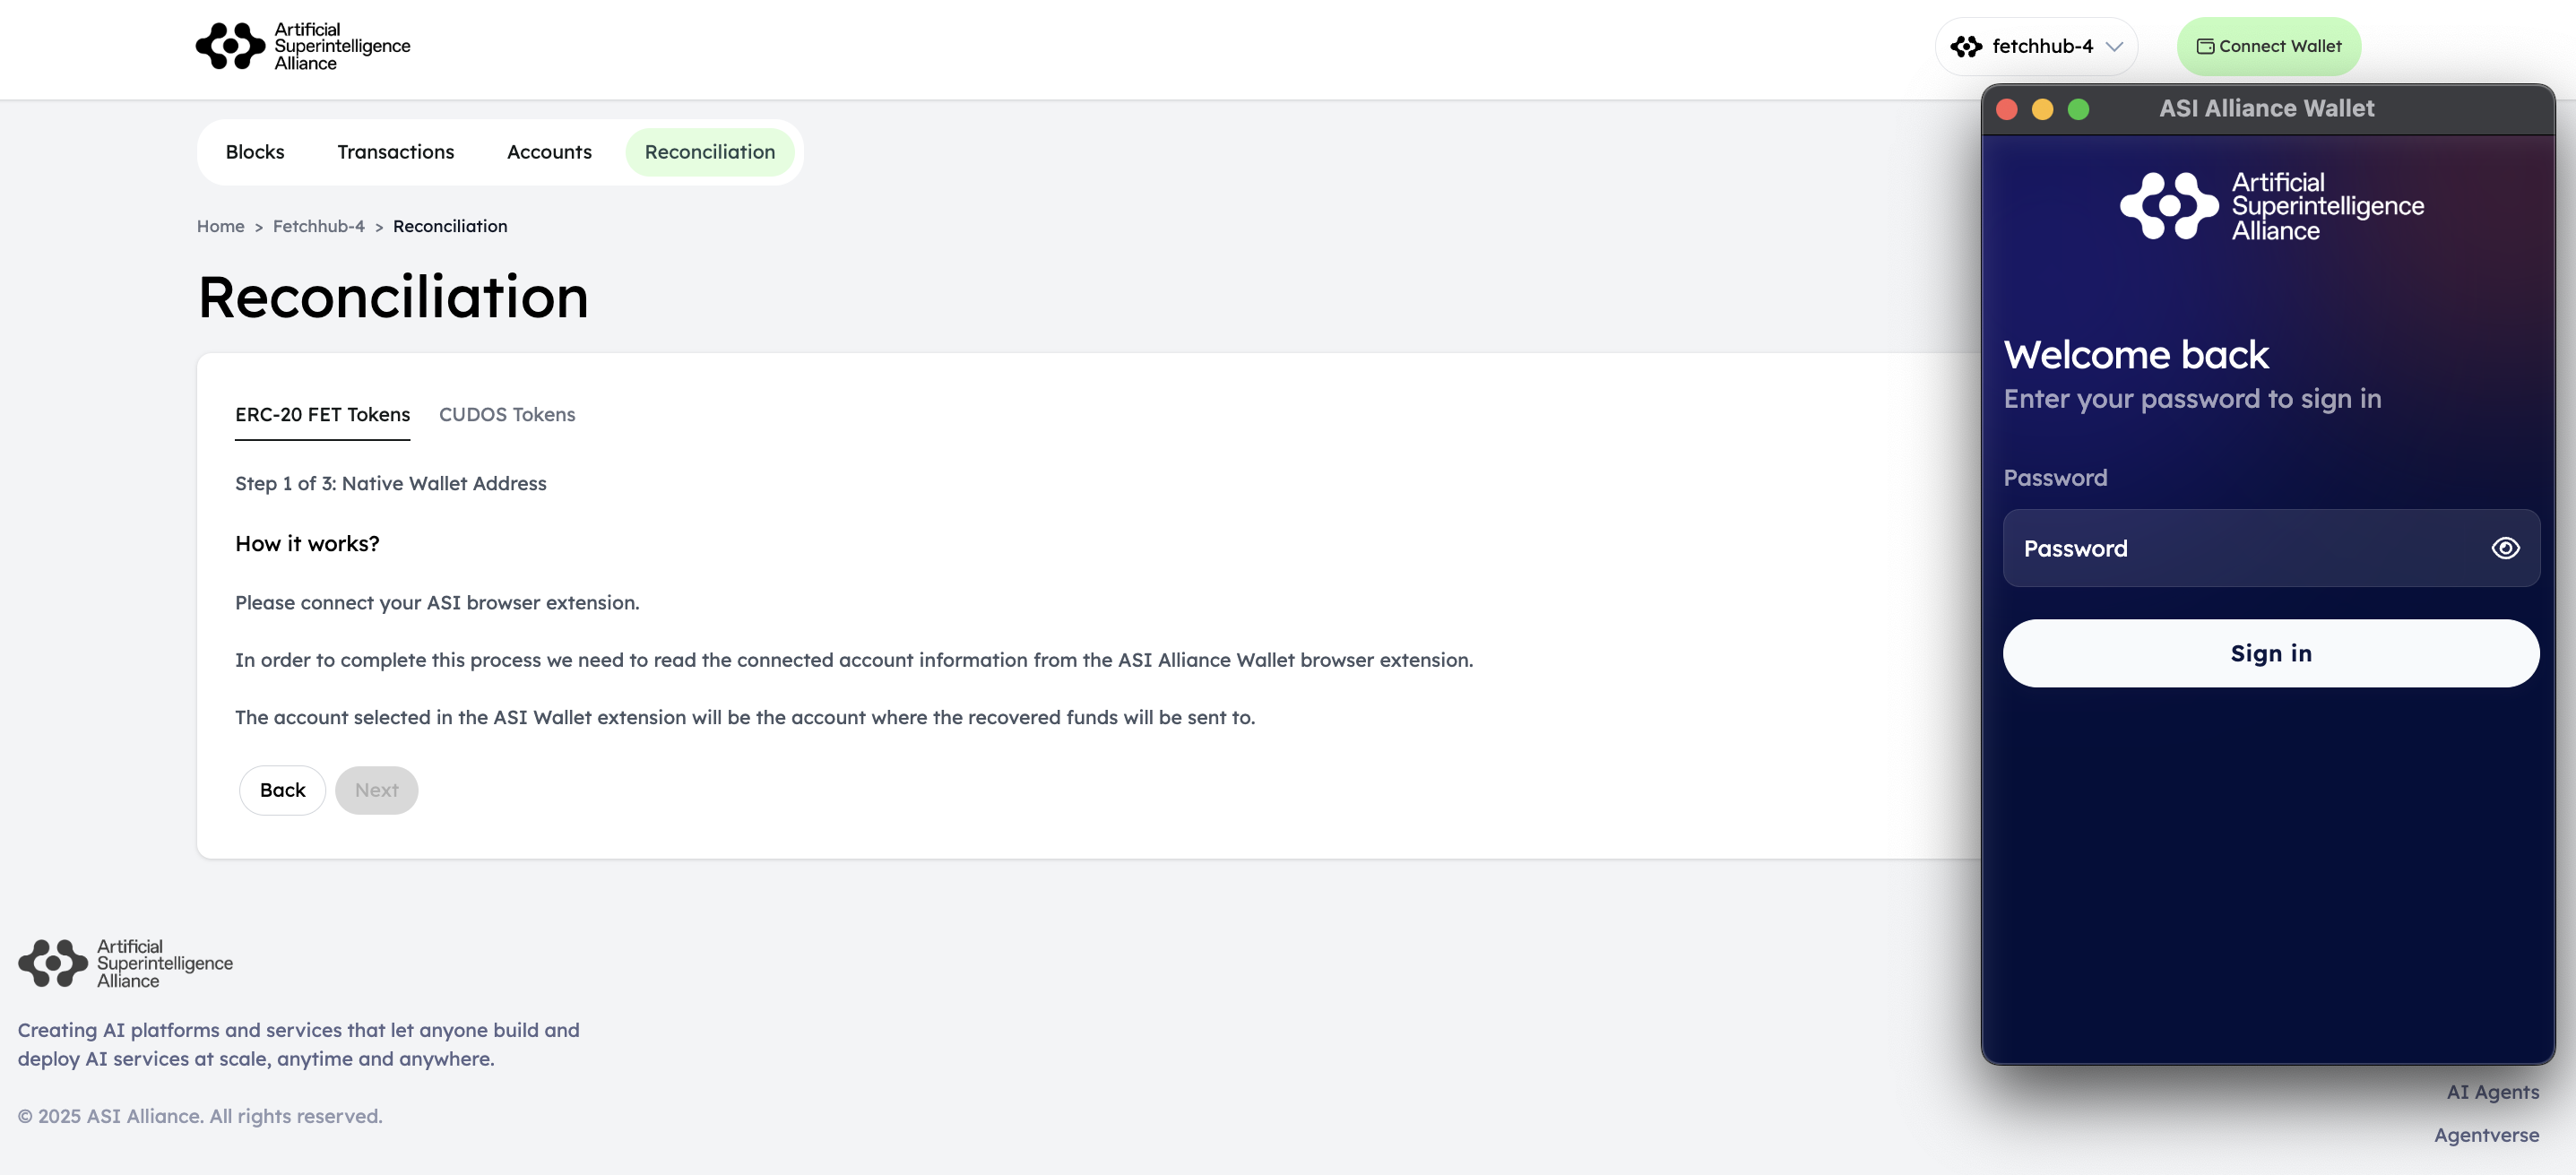 Artificial
Superintelligence
Alliance
fetchhub-4
Connect Wallet
Blocks
Transactions
Accounts
Reconciliation
Home > Fetchhub-4 > Reconciliation
Reconciliation
ERC-20 FET Tokens
CUDOS Tokens
Step 1 of 3: Native Wallet Address
How it works?
Please connect your ASI browser extension.
In order to complete this process we need to read the connected account information from the ASI Alliance Wallet browser extension.
The account selected in the ASI Wallet extension will be the account where the recovered funds will be sent to.
Back
Next
ASI Alliance Wallet
Artificial
Superintelligence
Alliance
Welcome back
Enter your password to sign in
Password
Password
Sign in
Artificial
Superintelligence
Alliance
Creating AI platforms and services that let anyone build and
deploy AI services at scale, anytime and anywhere.
© 2025 ASI Alliance. All rights reserved.
AI Agents
Agentverse